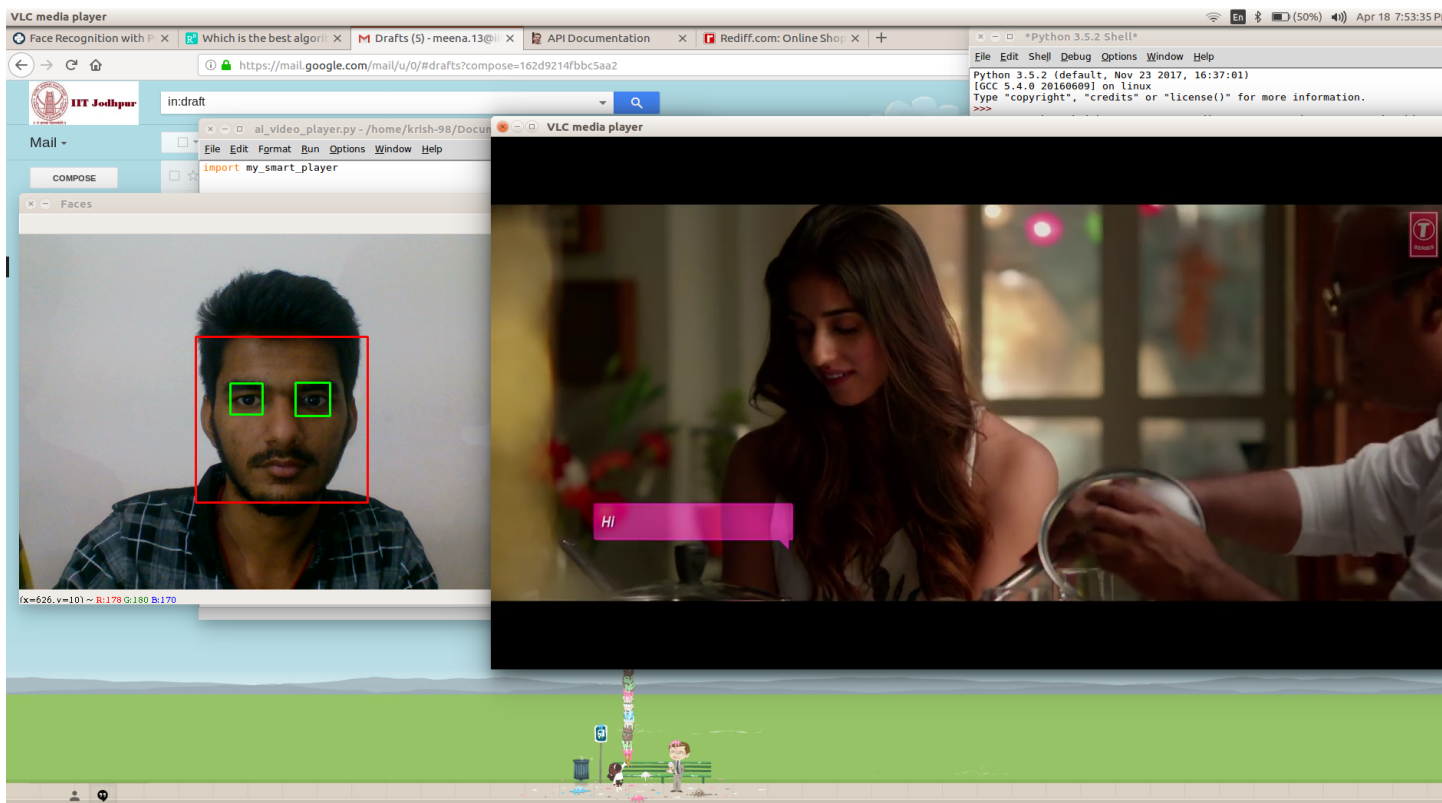 VLC media player
En (50%) Apr 18 7:53:35 P
Face Recognition with P
Which is the best algorit
Drafts (5) - meena.13@ii
API Documentation
Rediff.com: Online Shop
https://mail.google.com/mail/u/0/#drafts?compose=162d9214fbbc5aa2
*Python 3.5.2 Shell*
File Edit Shell Debug Options Window Help
Python 3.5.2 (default, Nov 23 2017, 16:37:01)
[GCC 5.4.0 20160609] on linux
Type "copyright", "credits" or "license()" for more information.
>>>
IIT Jodhpur
in:draft
Mail
COMPOSE
ai_video_player.py - /home/krish-98/Docum
File Edit Format Run Options Window Help
import my_smart_player
Faces
(x=626, y=10) ~ R:178 G:180 B:170
VLC media player
T
SERIES
Hi